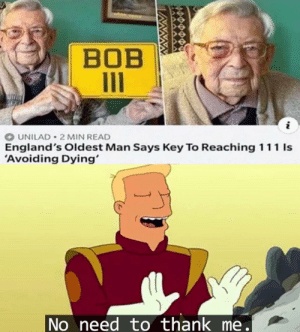 BOB
111
i
UNILAD • 2 MIN READ
England's Oldest Man Says Key To Reaching 111 Is
'Avoiding Dying'
No need to thank me.